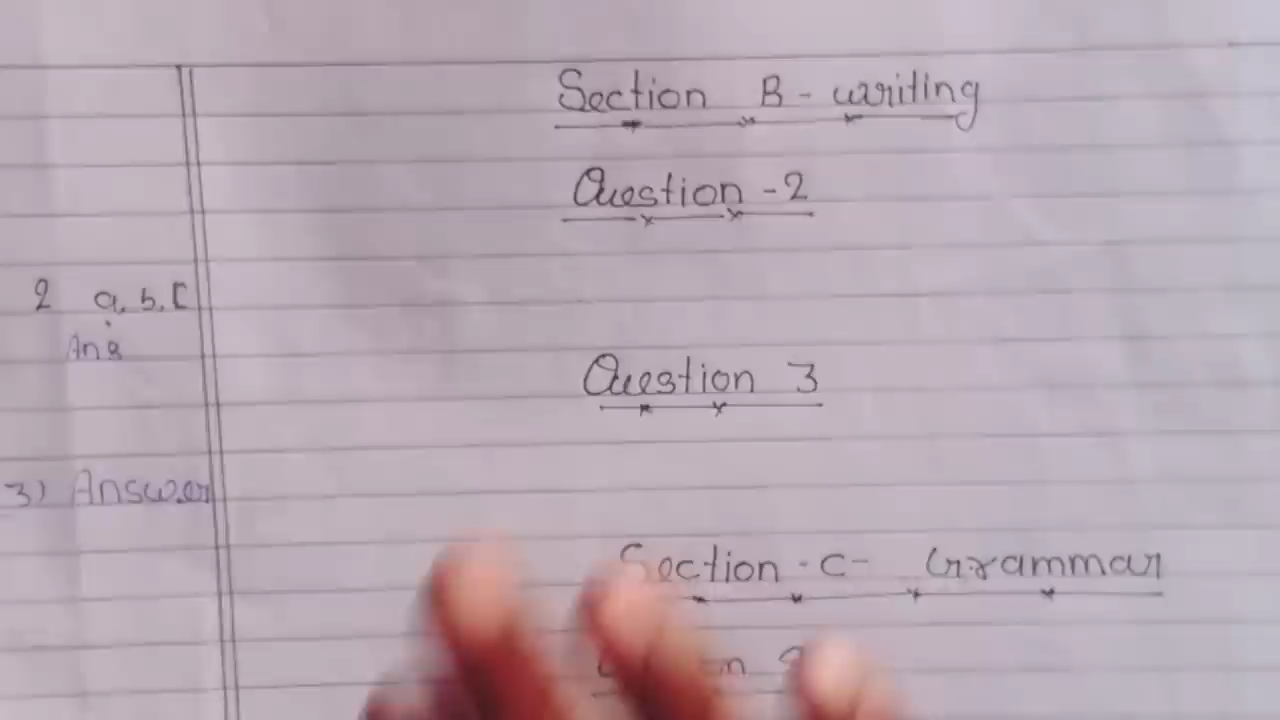 Section B - writing
Question - 2
2 a, b, C
Ans
Question 3
3) Answer
Section - C - Grammar